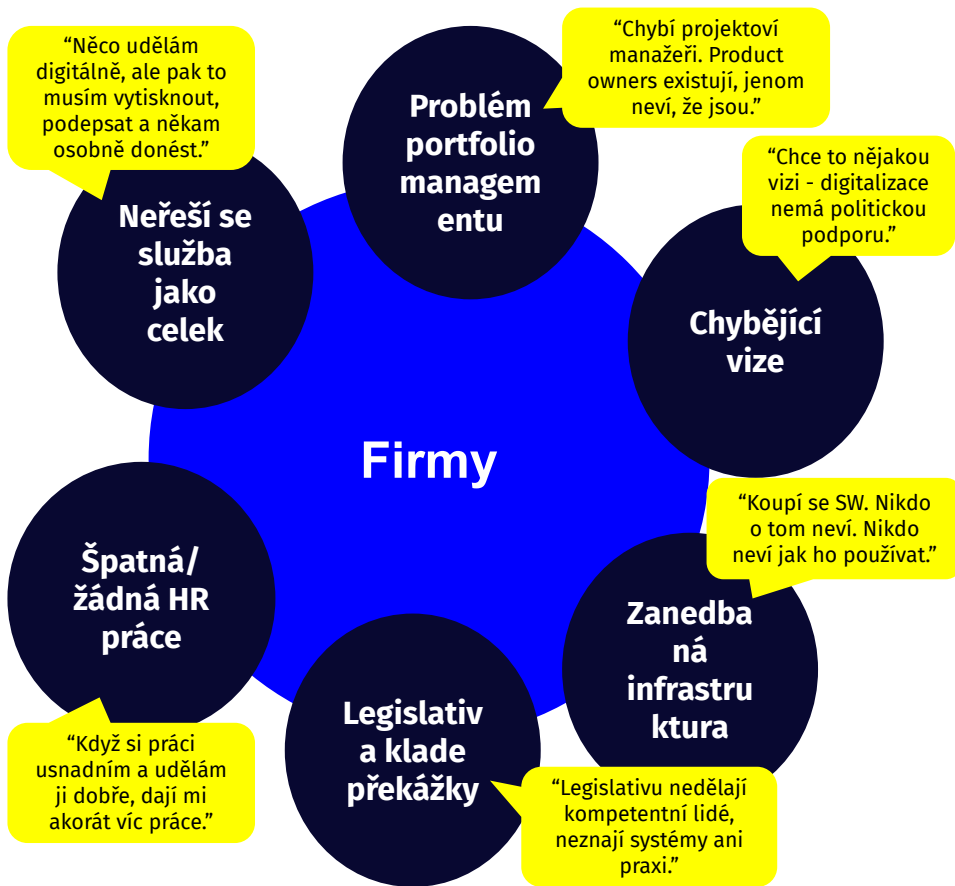 “Něco udělám
digitálně, ale pak to
musím vytisknout,
podepsat a někam
osobně donést.”
Neřeší se
služba
jako
celek
Problém
portfolio
managem
entu
“Chybí projektoví
manažeři. Product
owners existují, jenom
neví, že jsou.”
“Chce to nějakou
vizi - digitalizace
nemá politickou
podporu.”
Chybějící
vize
Firmy
“Koupí se SW. Nikdo
o tom neví. Nikdo
neví jak ho používat.”
Zanedba
ná
infrastru
ktura
Špatná/
žádná HR
práce
“Když si práci
usnadním a udělám
ji dobře, dají mi
akorát víc práce.”
Legislativ
a klade
překážky
“Legislativu nedělají
kompetentní lidé,
neznají systémy ani
praxi.”